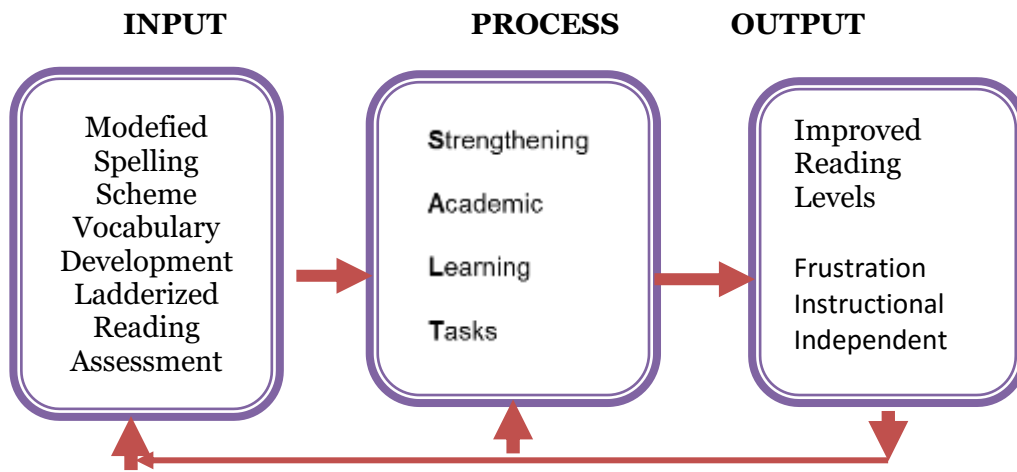 INPUT PROCESS OUTPUT
Modefied
Spelling
Scheme
Vocabulary
Development
Ladderized
Reading
Assessment
Strengthening
Academic
Learning
Tasks
Improved
Reading
Levels
Frustration
Instructional
Independent